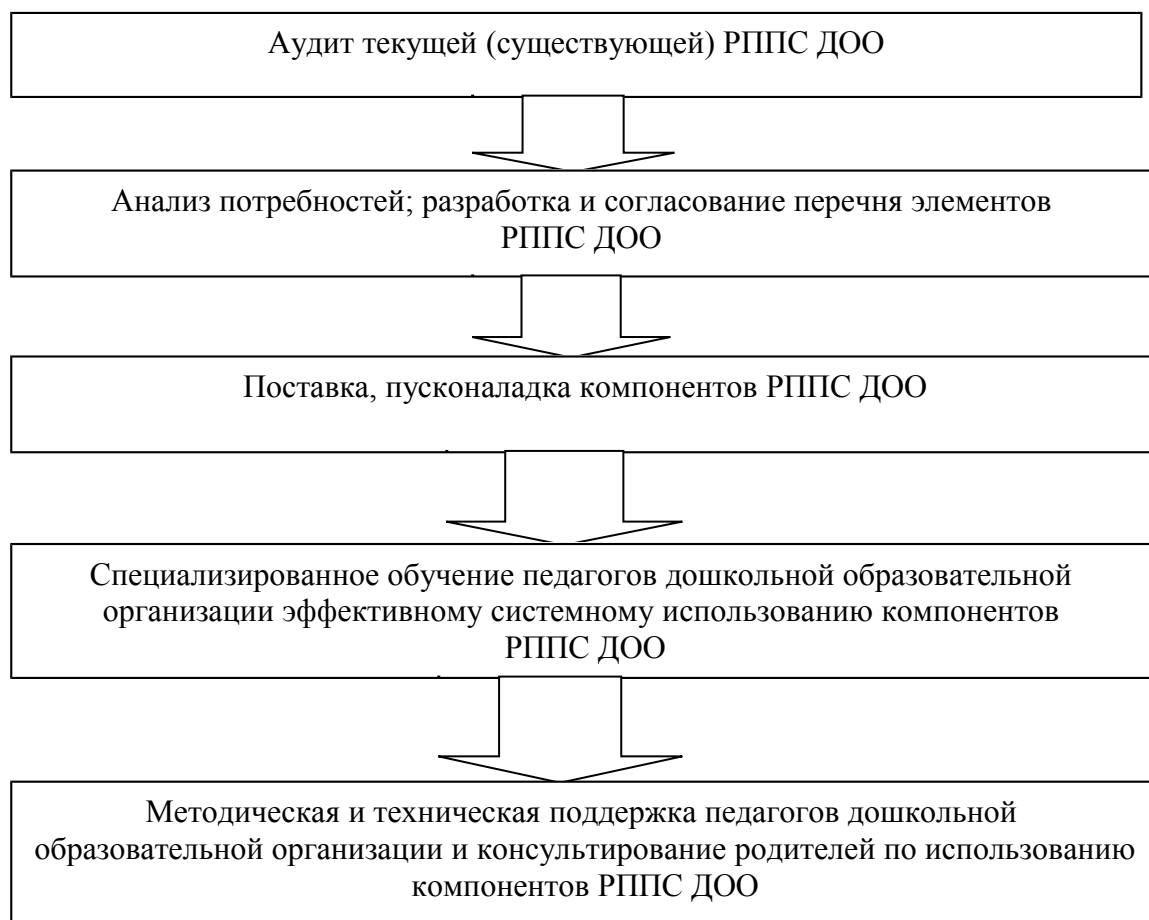 Аудит текущей (существующей) РППС ДОО
Анализ потребностей; разработка и согласование перечня элементов
РППС ДОО
Поставка, пусконаладка компонентов РППС ДОО
Специализированное обучение педагогов дошкольной образовательной
организации эффективному системному использованию компонентов
РППС ДОО
Методическая и техническая поддержка педагогов дошкольной
образовательной организации и консультирование родителей по использованию
компонентов РППС ДОО